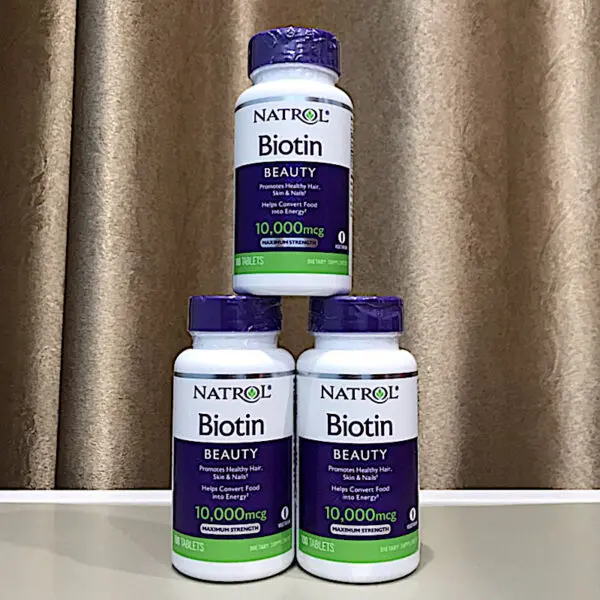 NATROL®
Biotin
BEAUTY
Promotes Healthy Hair,
Skin & Nails†
Helps Convert Food
into Energy†
10,000mcg
MAXIMUM STRENGTH
VEGETARIAN
100 TABLETS
DIETARY SUPPLEMENT
NATROL®
Biotin
BEAUTY
Promotes Healthy Hair,
Skin & Nails†
Helps Convert Food
into Energy†
10,000mcg
MAXIMUM STRENGTH
VEGETARIAN
100 TABLETS
DIETARY SUPPLEMENT
NATROL®
Biotin
BEAUTY
Promotes Healthy Hair,
Skin & Nails†
Helps Convert Food
into Energy†
10,000mcg
MAXIMUM STRENGTH
VEGETARIAN
100 TABLETS
DIETARY SUPPLEMENT